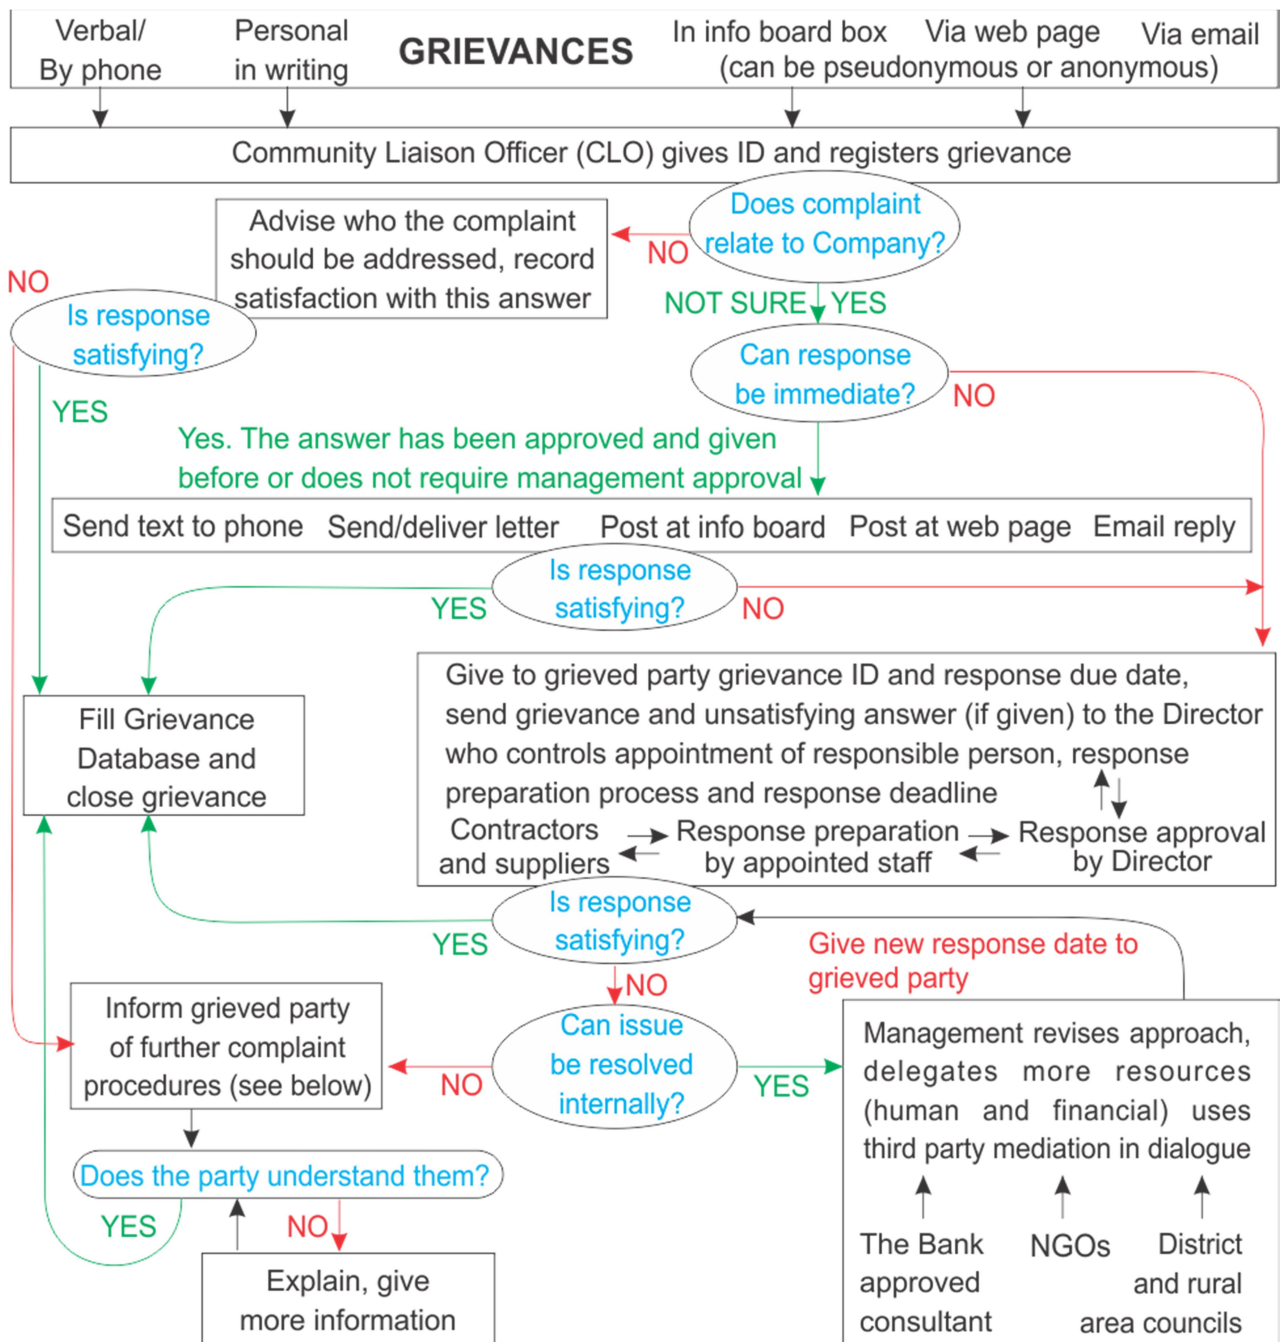 Verbal/
By phone
Personal
in writing
GRIEVANCES
In info board box
Via web page
Via email
(can be pseudonymous or anonymous)
Community Liaison Officer (CLO) gives ID and registers grievance
Does complaint
relate to Company?
NO
Advise who the complaint
should be addressed, record
satisfaction with this answer
NO
Is response
satisfying?
YES
NOT SURE
YES
Can response
be immediate?
NO
Yes. The answer has been approved and given
before or does not require management approval
Send text to phone
Send/deliver letter
Post at info board
Post at web page
Email reply
Is response
satisfying?
YES
NO
Give to grieved party grievance ID and response due date,
send grievance and unsatisfying answer (if given) to the Director
who controls appointment of responsible person, response
preparation process and response deadline
Contractors
and suppliers
Response preparation
by appointed staff
Response approval
by Director
Fill Grievance
Database and
close grievance
Is response
satisfying?
YES
NO
Give new response date to
grieved party
Can issue
be resolved
internally?
NO
YES
Inform grieved party
of further complaint
procedures (see below)
Management revises approach,
delegates more resources
(human and financial) uses
third party mediation in dialogue
Does the party understand them?
YES
NO
Explain, give
more information
The Bank
approved
consultant
NGOs
District
and rural
area councils